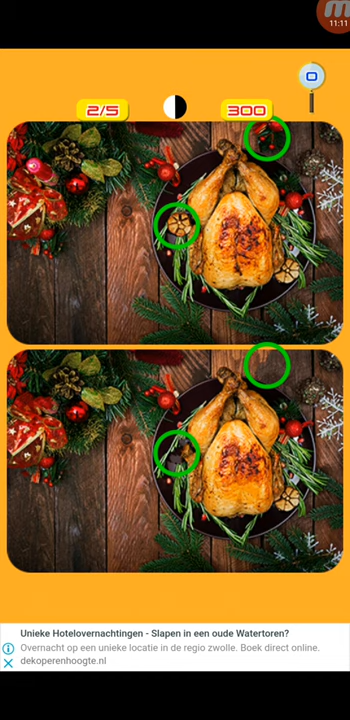 11:11
0
2/5
300
Unieke Hotelovernachtingen - Slapen in een oude Watertoren?
Overnacht op een unieke locatie in de regio zwolle. Boek direct online.
dekoperenhoogte.nl